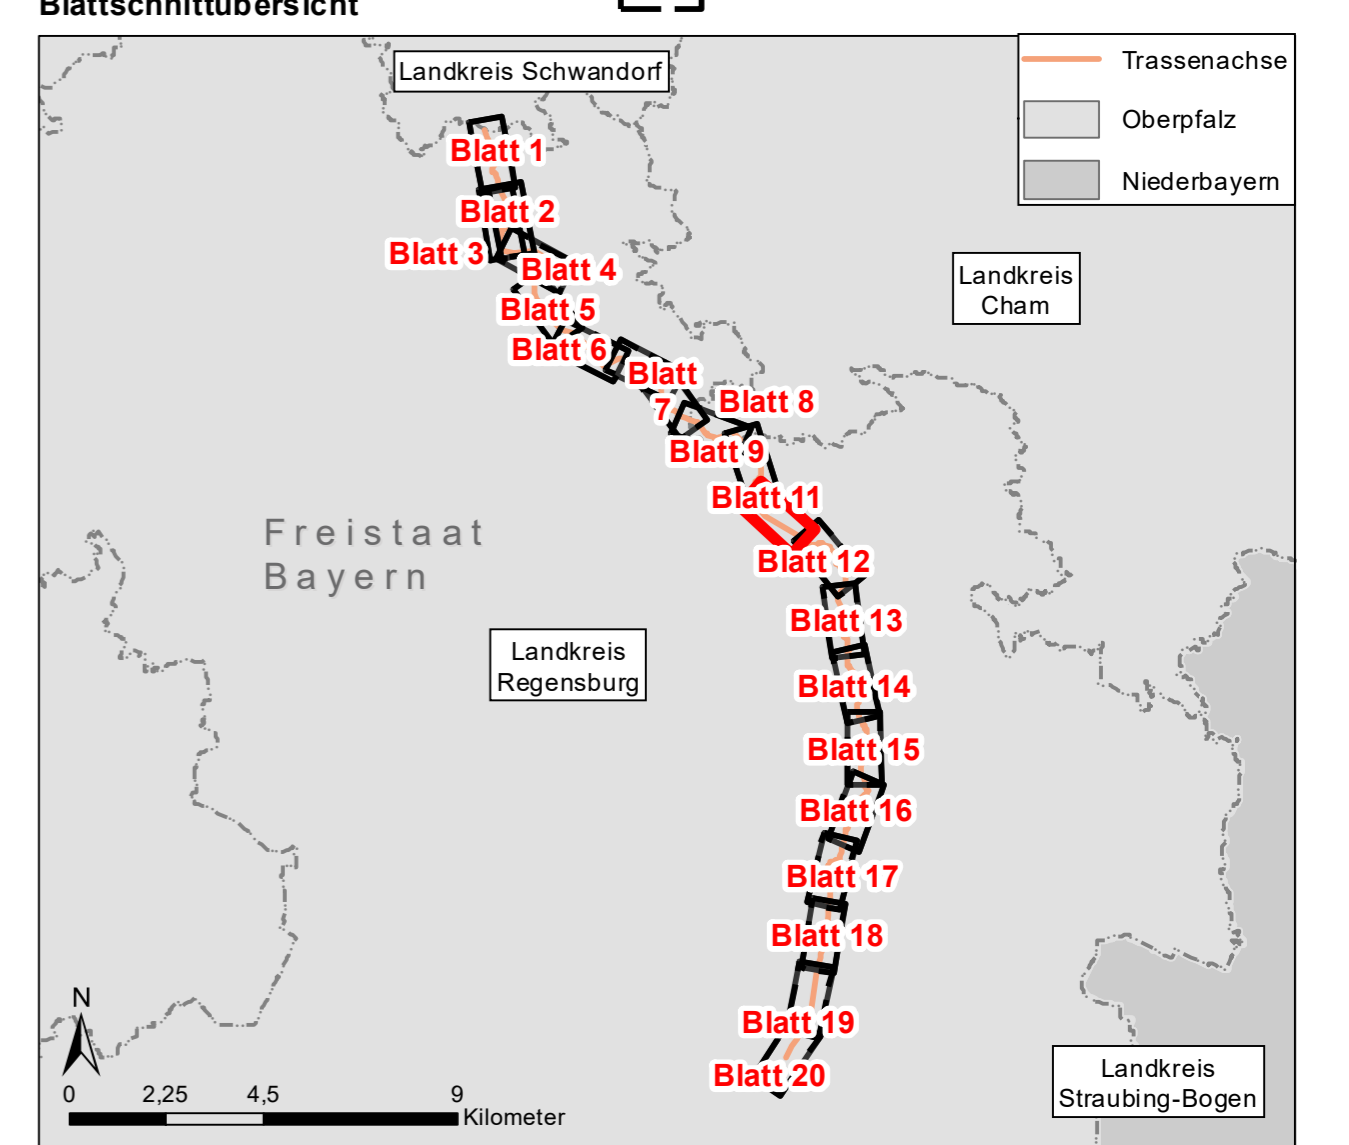 Blattschnittübersicht
Landkreis Schwandorf
Trassenachse
Oberpfalz
Niederbayern
Blatt 1
Blatt 2
Blatt 3
Blatt 4
Blatt 5
Blatt 6
Blatt
7
Blatt 8
Blatt 9
Blatt 11
Blatt 12
Blatt 13
Blatt 14
Blatt 15
Blatt 16
Blatt 17
Blatt 18
Blatt 19
Blatt 20
Landkreis
Cham
Freistaat
Bayern
Landkreis
Regensburg
Landkreis
Straubing-Bogen
N
0 2,25 4,5 9
Kilometer